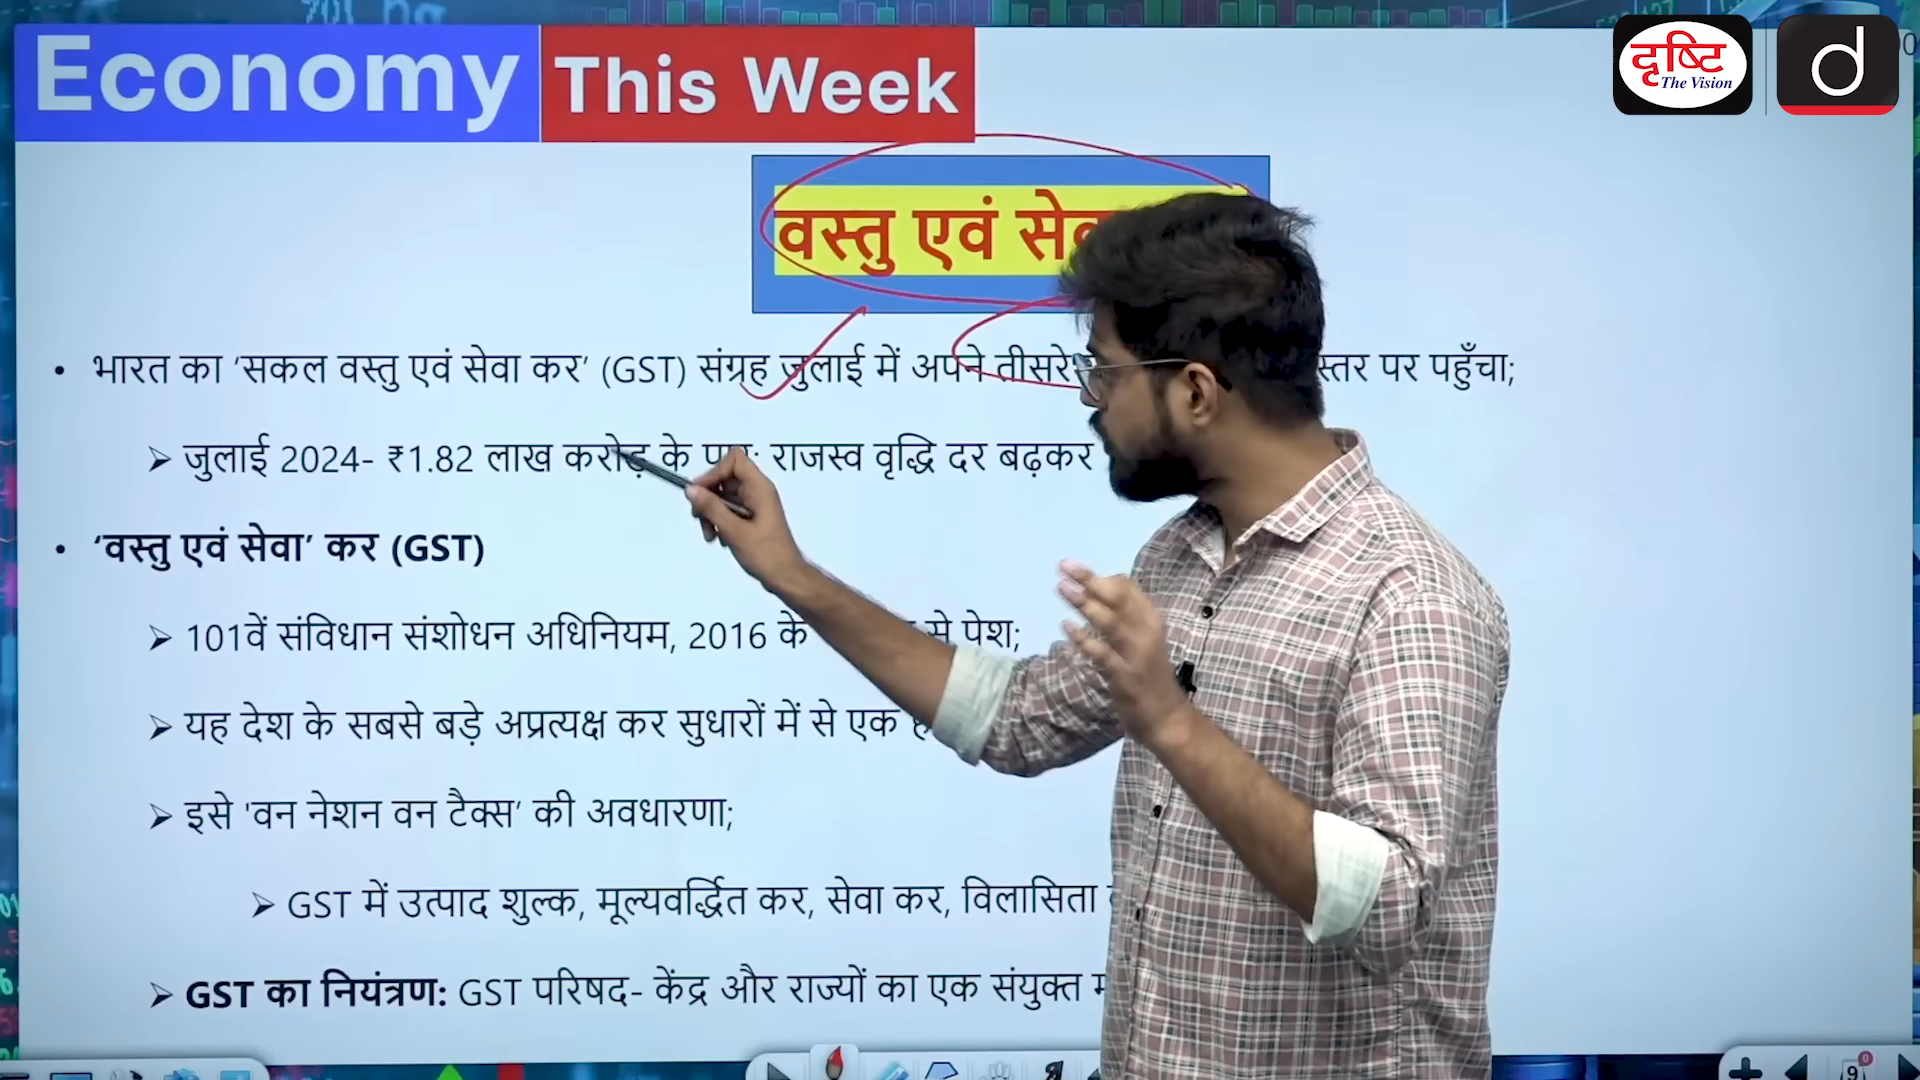 Economy This Week
दृष्टि
The Vision
d
वस्तु एवं
भारत का ‘सकल वस्तु एवं सेवा कर’ (GST) संग्रह जुलाई में अपने तीसरे स्तर पर पहुँचा;
जुलाई 2024- ₹1.82 लाख करोड़ के राजस्व वृद्धि दर बढ़कर
‘वस्तु एवं सेवा’ कर (GST)
101वें संविधान संशोधन अधिनियम, 2016 के से पेश;
यह देश के सबसे बड़े अप्रत्यक्ष कर सुधारों में से एक
इसे 'वन नेशन वन टैक्स’ की अवधारणा;
GST में उत्पाद शुल्क, मूल्यवर्द्धित कर, सेवा कर, विलासिता
GST का नियंत्रण: GST परिषद- केंद्र और राज्यों का एक संयुक्त
9